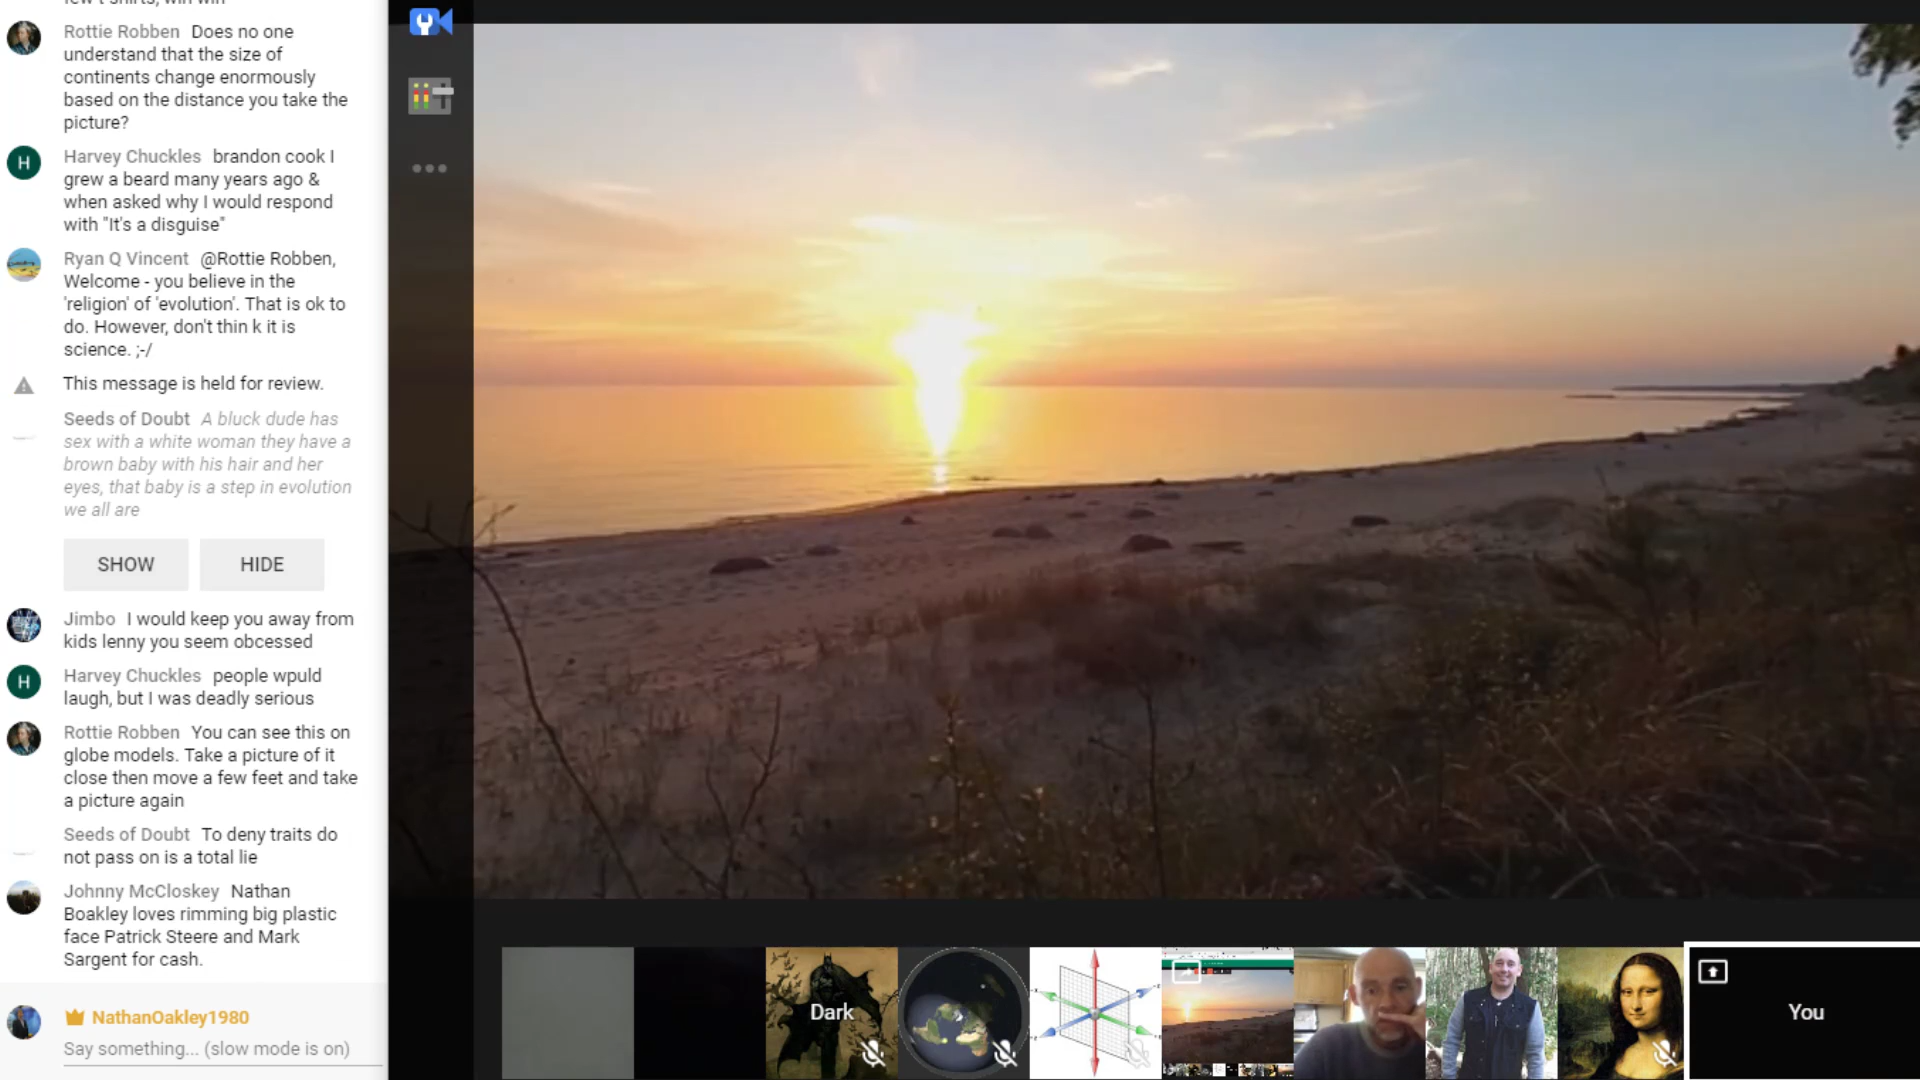 Rottie Robben Does no one
understand that the size of
continents change enormously
based on the distance you take the
picture?
H
Harvey Chuckles brandon cook I
grew a beard many years ago &
when asked why I would respond
with "It's a disguise"
Ryan Q Vincent @Rottie Robben,
Welcome - you believe in the
'religion' of 'evolution'. That is ok to
do. However, don't thin k it is
science. ;-/
This message is held for review.
Seeds of Doubt A bluck dude has
sex with a white woman they have a
brown baby with his hair and her
eyes, that baby is a step in evolution
we all are
SHOW HIDE
Jimbo I would keep you away from
kids lenny you seem obcessed
H
Harvey Chuckles people wpuld
laugh, but I was deadly serious
Rottie Robben You can see this on
globe models. Take a picture of it
close then move a few feet and take
a picture again
Seeds of Doubt To deny traits do
not pass on is a total lie
Johnny McCloskey Nathan
Boakley loves rimming big plastic
face Patrick Steere and Mark
Sargent for cash.
NathanOakley1980
Say something... (slow mode is on)
Dark
You